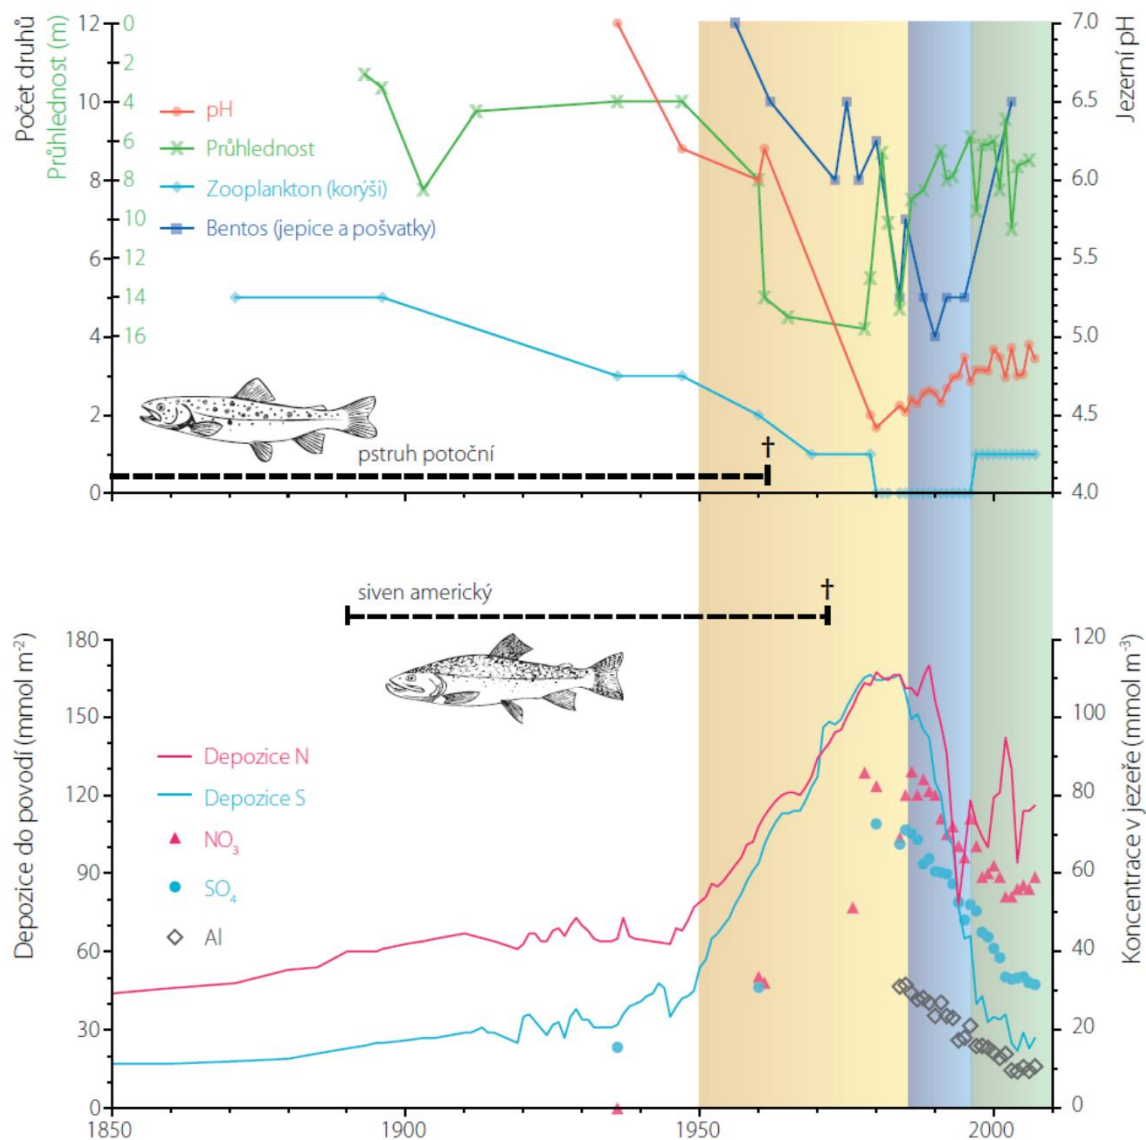 Počet druhů
Průhlednost (m)
12
10
8
6
4
2
0
0
2
4
6
8
10
12
14
16
pH
Průhlednost
Zooplankton (korýši)
Bentos (jepice a pošvatky)
7.0
6.5
6.0
5.5
5.0
4.5
4.0
Jezerní pH
pstruh potoční
†
siven americký
†
Depozice do povodí (mmol m-2)
180
150
120
90
60
30
0
Depozice N
Depozice S
NO3
SO4
Al
120
100
80
60
40
20
0
Koncentrace v jezeře (mmol m-3)
1850
1900
1950
2000